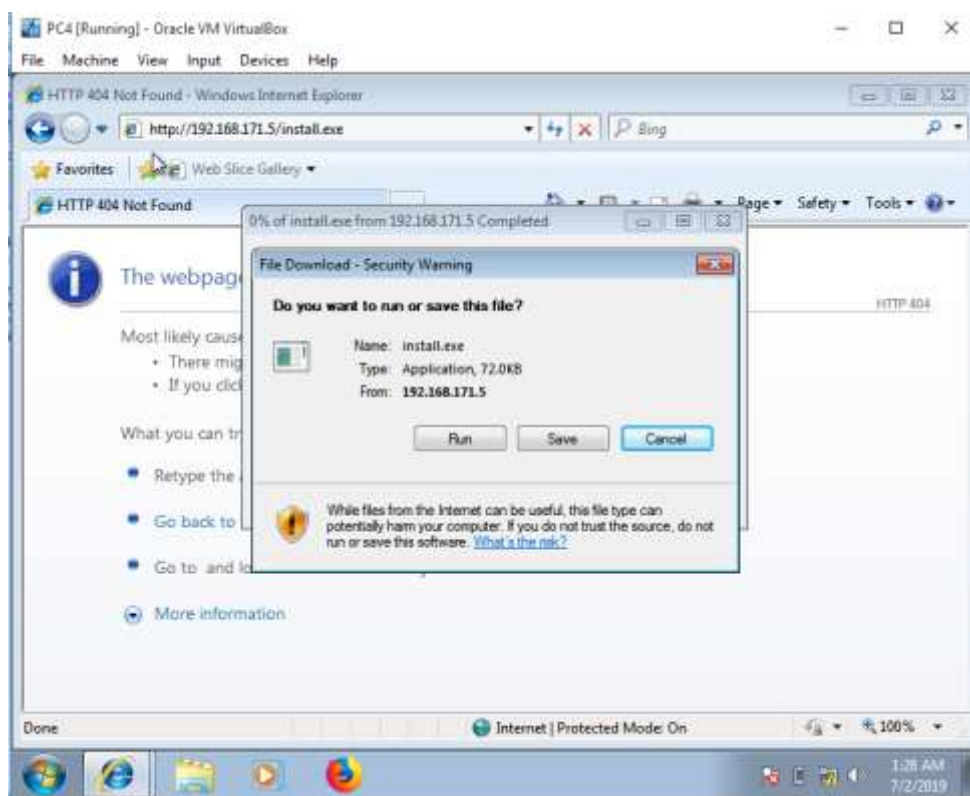 PC4 [Running] - Oracle VM VirtualBox
File Machine View Input Devices Help
HTTP 404 Not Found - Windows Internet Explorer
http://192.168.171.5/install.exe
Bing
Favorites
Web Slice Gallery
HTTP 404 Not Found
Page Safety Tools
0% of install.exe from 192.168.171.5 Completed
File Download - Security Warning
The webpag
Do you want to run or save this file?
HTTP 404
Most likely caus
Name: install.exe
• There mig
Type: Application, 72.0KB
• If you clic
From: 192.168.171.5
What you can tr
Run Save Cancel
Retype the
Go back to
While files from the Internet can be useful, this file type can
potentially harm your computer. If you do not trust the source, do not
run or save this software. What's the risk?
Go to and lo
More information
Done
Internet | Protected Mode: On
100%
1:28 AM
7/2/2019